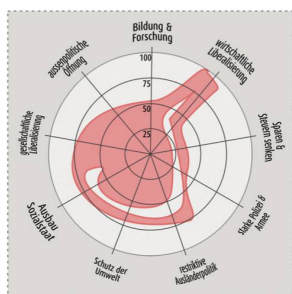 Bildung &
Forschung
wirtschaftliche
Liberalisierung
Sparen &
Steuern senken
starke Polizei &
Armee
restriktive
Ausländerpolitik
Schutz der
Umwelt
Ausbau
Sozialstaat
gesellschaftliche
Liberalisierung
aussenpolitische
Öffnung
100
75
50
25